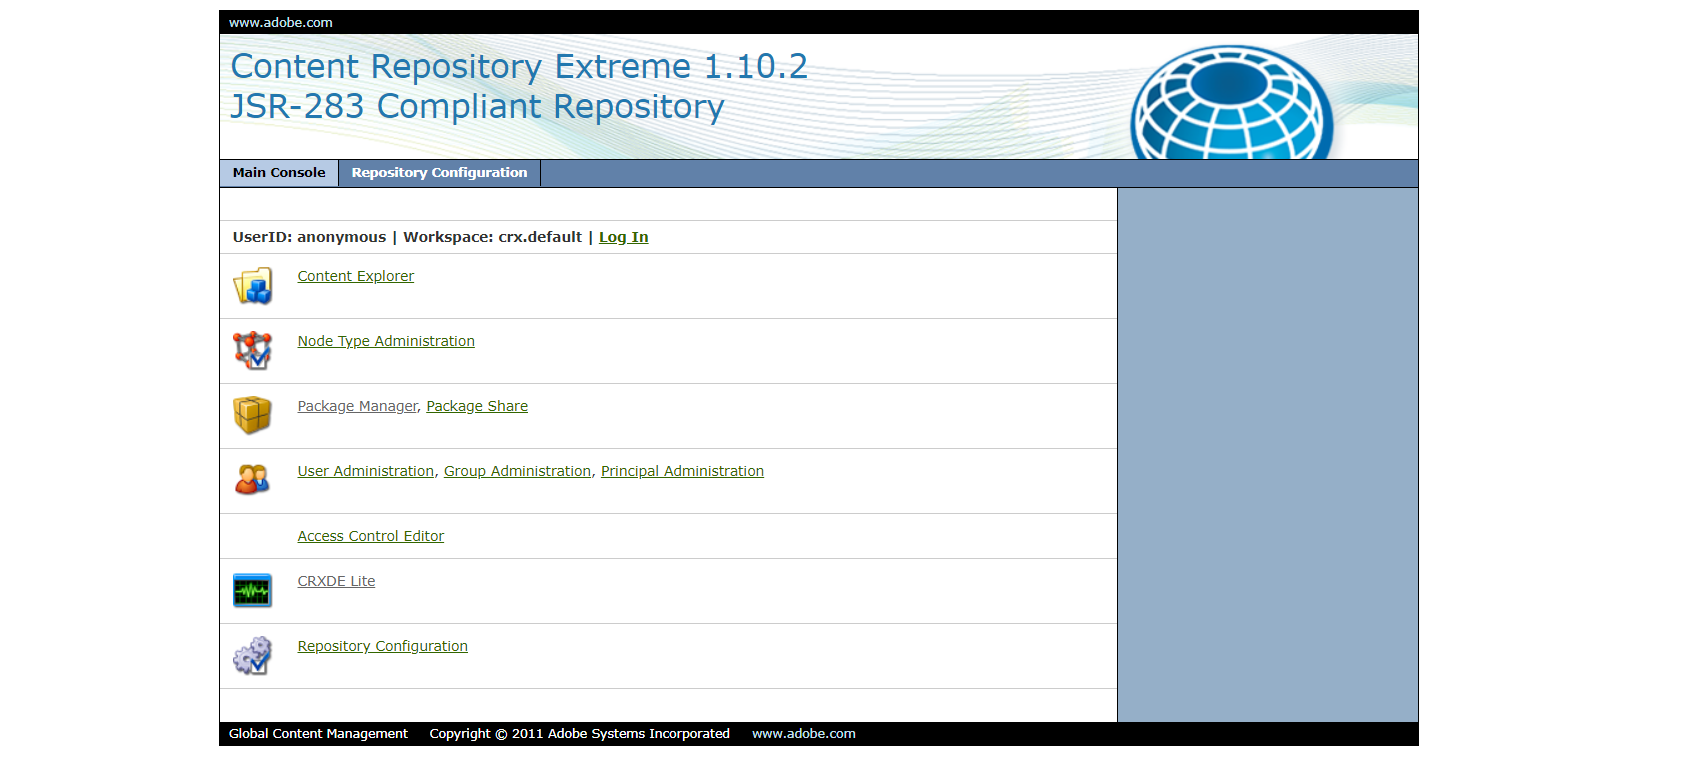 www.adobe.com
Content Repository Extreme 1.10.2
JSR-283 Compliant Repository
Main Console Repository Configuration
UserID: anonymous | Workspace: crx.default | Log In
Content Explorer
Node Type Administration
Package Manager, Package Share
User Administration, Group Administration, Principal Administration
Access Control Editor
CRXDE Lite
Repository Configuration
Global Content Management Copyright © 2011 Adobe Systems Incorporated www.adobe.com